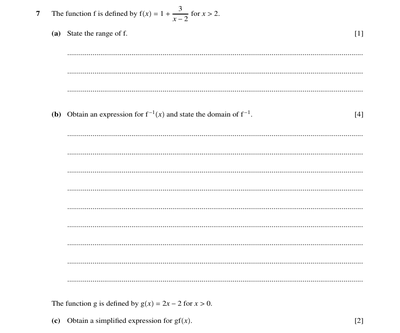 7 The function f is defined by f(x) = 1 + 3/(x − 2) for x > 2.
(a) State the range of f. [1]
(b) Obtain an expression for f⁻¹(x) and state the domain of f⁻¹. [4]
The function g is defined by g(x) = 2x − 2 for x > 0.
(c) Obtain a simplified expression for gf(x). [2]